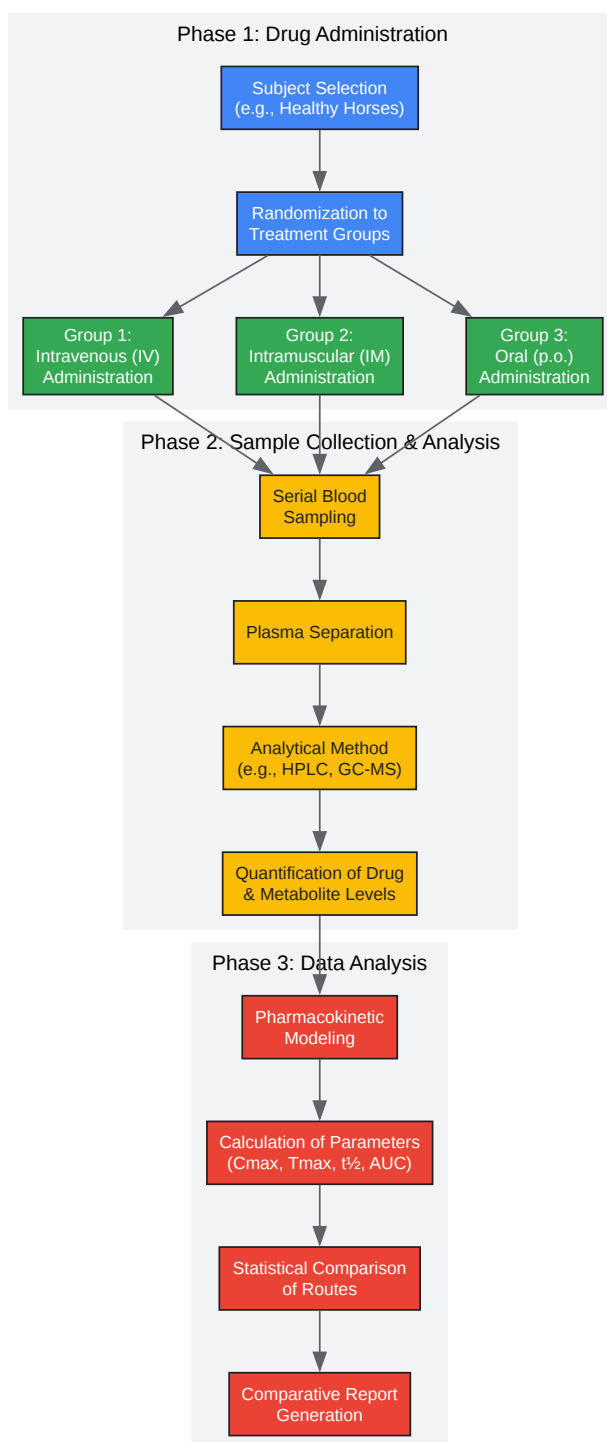 Phase 1: Drug Administration
Subject Selection
(e.g., Healthy Horses)
Randomization to
Treatment Groups
Group 1:
Intravenous (IV)
Administration
Group 2:
Intramuscular (IM)
Administration
Group 3:
Oral (p.o.)
Administration
Phase 2: Sample Collection & Analysis
Serial Blood
Sampling
Plasma Separation
Analytical Method
(e.g., HPLC, GC-MS)
Quantification of Drug
& Metabolite Levels
Phase 3: Data Analysis
Pharmacokinetic
Modeling
Calculation of Parameters
(Cmax, Tmax, t½, AUC)
Statistical Comparison
of Routes
Comparative Report
Generation